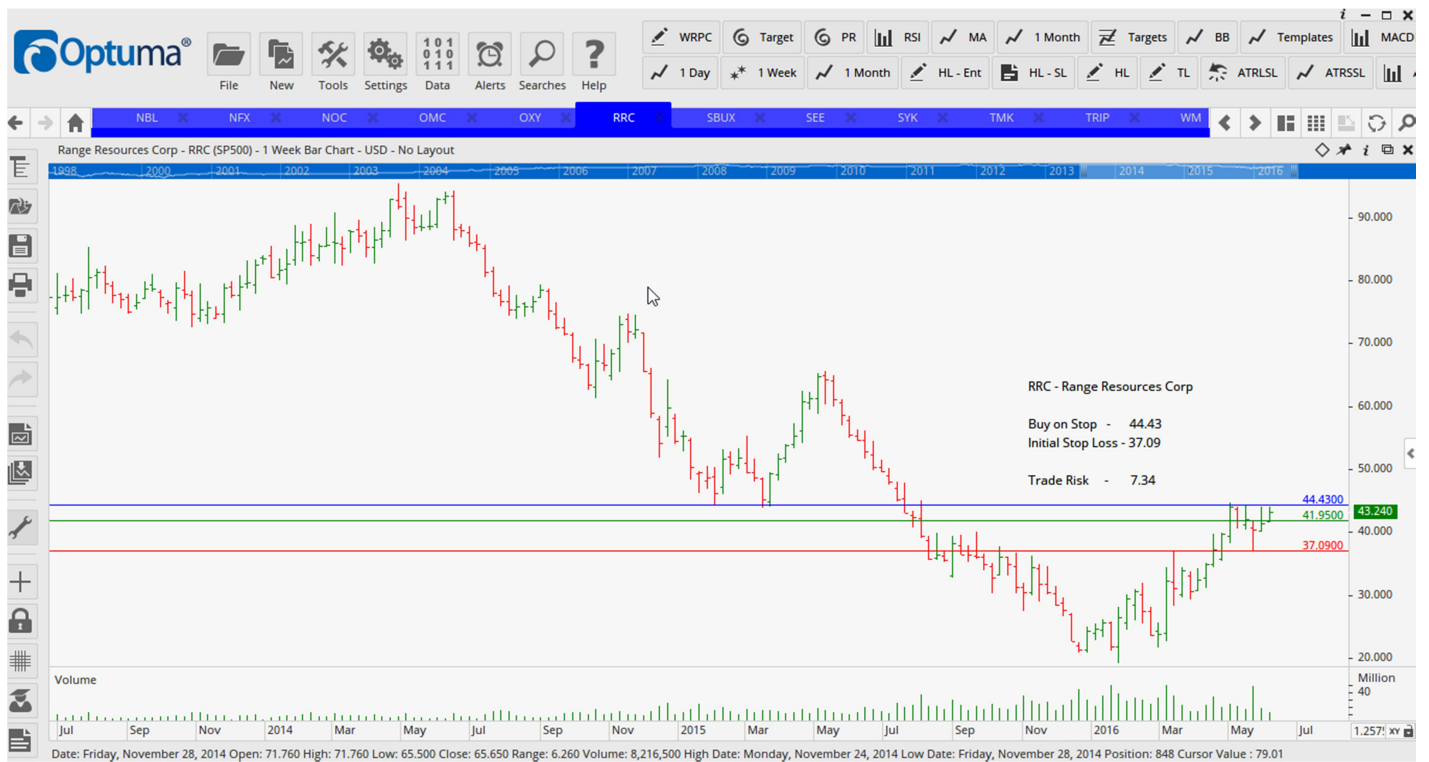 i
Optuma®
WRPC Target PR RSI MA 1 Month Targets BB Templates MACD
1 Day 1 Week 1 Month HL - Ent HL - SL HL TL ATRLSL ATRSSL
File New Tools Settings Data Alerts Searches Help
NBL NFX NOC OMC OXY RRC SBUX SEE SYK TMK TRIP WM
Range Resources Corp - RRC (SP500) - 1 Week Bar Chart - USD - No Layout
1998 2000 2001 2002 2003 2004 2005 2006 2007 2008 2009 2010 2011 2012 2013 2014 2015 2016
90.000
80.000
70.000
RRC - Range Resources Corp
60.000
Buy on Stop - 44.43
Initial Stop Loss - 37.09
50.000
Trade Risk - 7.34
44.4300
41.9500 43.240
40.000
37.0900
30.000
20.000
Volume
Million
40
Jul Sep Nov 2014 Mar May Jul Sep Nov 2015 Mar May Jul Sep Nov 2016 Mar May Jul
XY
Date: Friday, November 28, 2014 Open: 71.760 High: 71.760 Low: 65.500 Close: 65.650 Range: 6.260 Volume: 8,216,500 High Date: Monday, November 24, 2014 Low Date: Friday, November 28, 2014 Position: 848 Cursor Value : 79.01